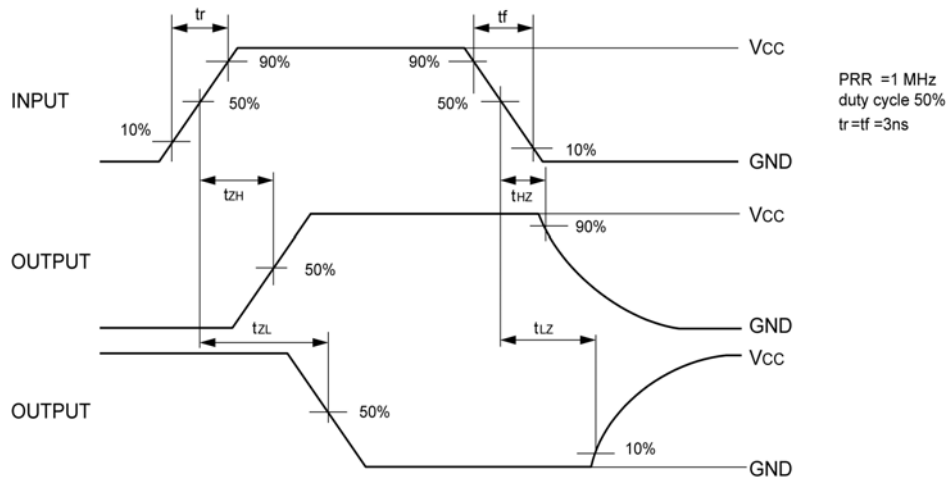 tr
tf
VCC
90%
90%
PRR =1 MHz
INPUT
50%
50%
duty cycle 50%
tr=tf=3ns
10%
10%
GND
tZH
tHZ
VCC
90%
OUTPUT
50%
tZL
tLZ
GND
VCC
OUTPUT
50%
10%
GND